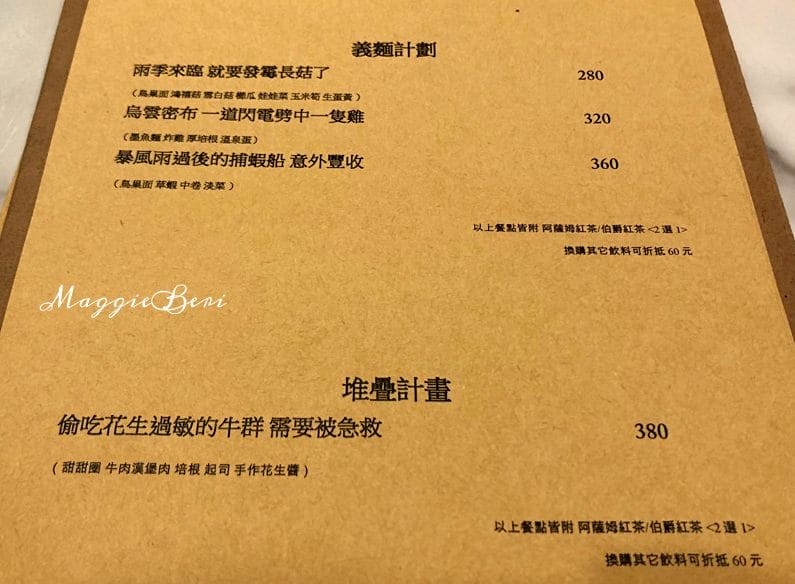 義麵計劃
雨季來臨 就要發霉長菇了 280
(鳥巢面 鴻禧菇 雪白菇 櫛瓜 娃娃菜 玉米筍 生蛋黃)
烏雲密布 一道閃電劈中一隻雞 320
(墨魚麵 炸雞 厚培根 溫泉蛋)
暴風雨過後的捕蝦船 意外豐收 360
(鳥巢面 草蝦 中卷 淡菜)
以上餐點皆附 阿薩姆紅茶/伯爵紅茶 <2 選 1>
換購其它飲料可折抵 60 元
MaggieBeri
堆疊計畫
偷吃花生過敏的牛群 需要被急救 380
(甜甜圈 牛肉漢堡肉 培根 起司 手作花生醬)
以上餐點皆附 阿薩姆紅茶/伯爵紅茶 <2 選 1>
換購其它飲料可折抵 60 元